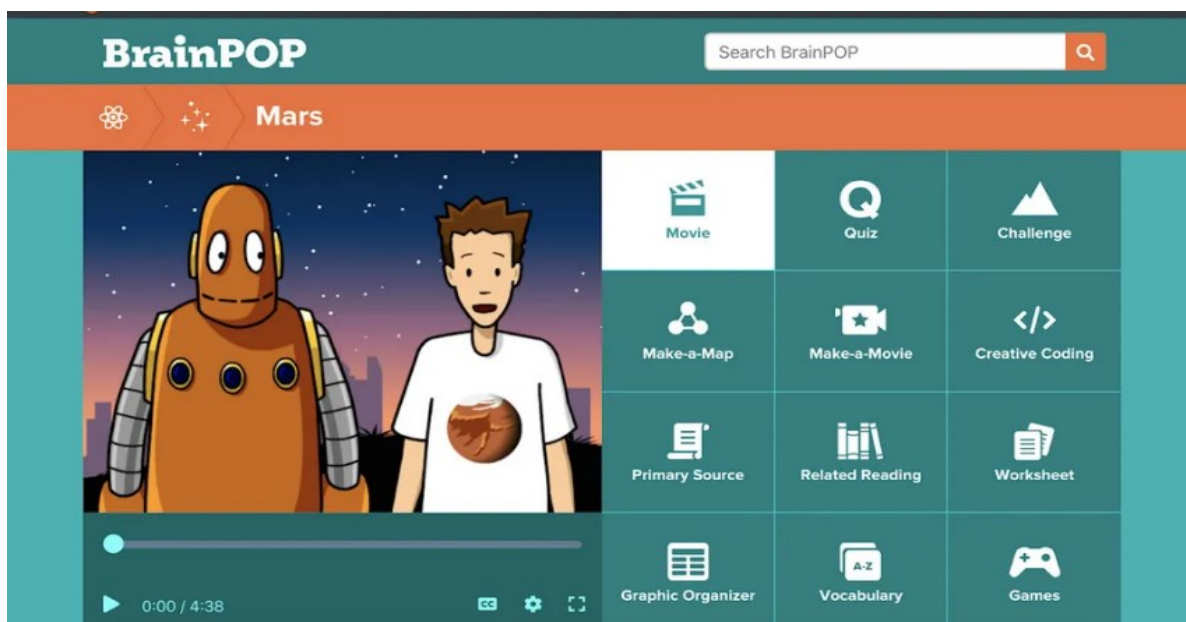 BrainPOP
Search BrainPOP
Mars
Movie
Quiz
Challenge
Make-a-Map
Make-a-Movie
Creative Coding
Primary Source
Related Reading
Worksheet
0:00 / 4:38
CC
Graphic Organizer
A-Z
Vocabulary
Games